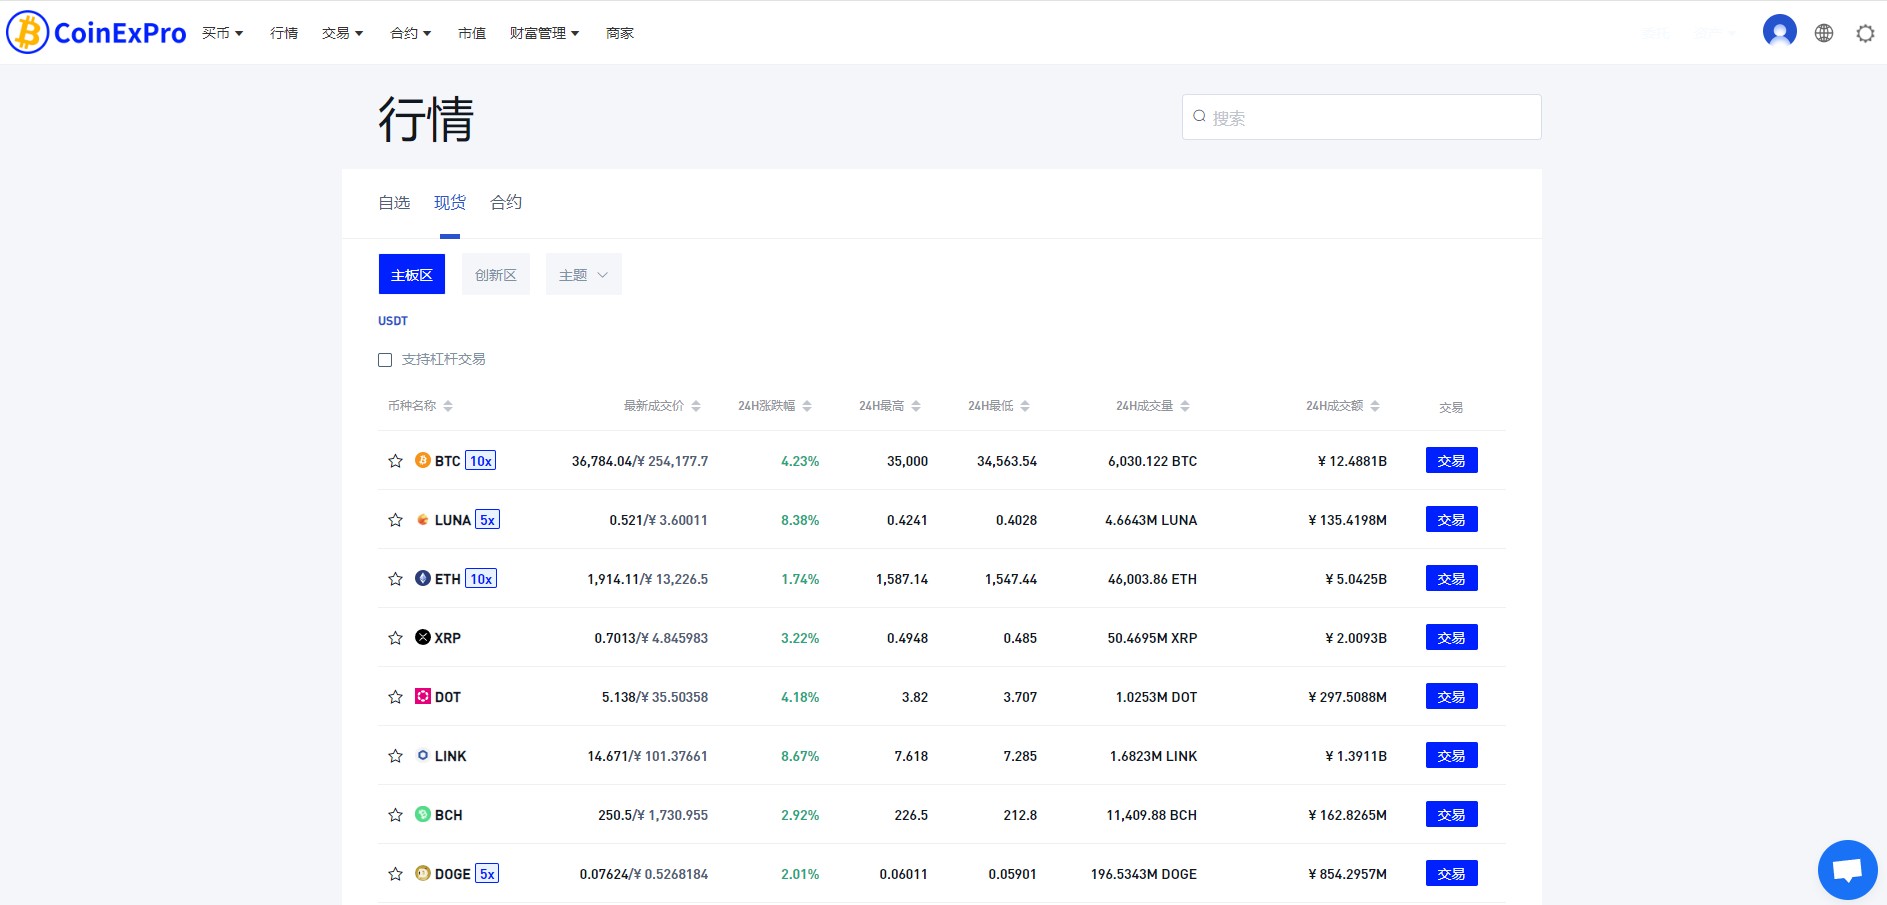 CoinExPro 买币 行情 交易 合约 市值 财富管理 商家
行情
搜索
自选 现货 合约
主板区 创新区 主题
USDT
支持杠杆交易
币种名称 最新成交价 24H涨跌幅 24H最高 24H最低 24H成交量 24H成交额 交易
BTC 10x 36,784.04/¥ 254,177.7 4.23% 35,000 34,563.54 6,030.122 BTC ¥ 12.4881B 交易
LUNA 5x 0.521/¥ 3.60011 8.38% 0.4241 0.4028 4.6643M LUNA ¥ 135.4198M 交易
ETH 10x 1,914.11/¥ 13,226.5 1.74% 1,587.14 1,547.44 46,003.86 ETH ¥ 5.0425B 交易
XRP 0.7013/¥ 4.845983 3.22% 0.4948 0.485 50.4695M XRP ¥ 2.0093B 交易
DOT 5.138/¥ 35.50358 4.18% 3.82 3.707 1.0253M DOT ¥ 297.5088M 交易
LINK 14.671/¥ 101.37661 8.67% 7.618 7.285 1.6823M LINK ¥ 1.3911B 交易
BCH 250.5/¥ 1,730.955 2.92% 226.5 212.8 11,409.88 BCH ¥ 162.8265M 交易
DOGE 5x 0.07624/¥ 0.5268184 2.01% 0.06011 0.05901 196.5343M DOGE ¥ 854.2957M 交易